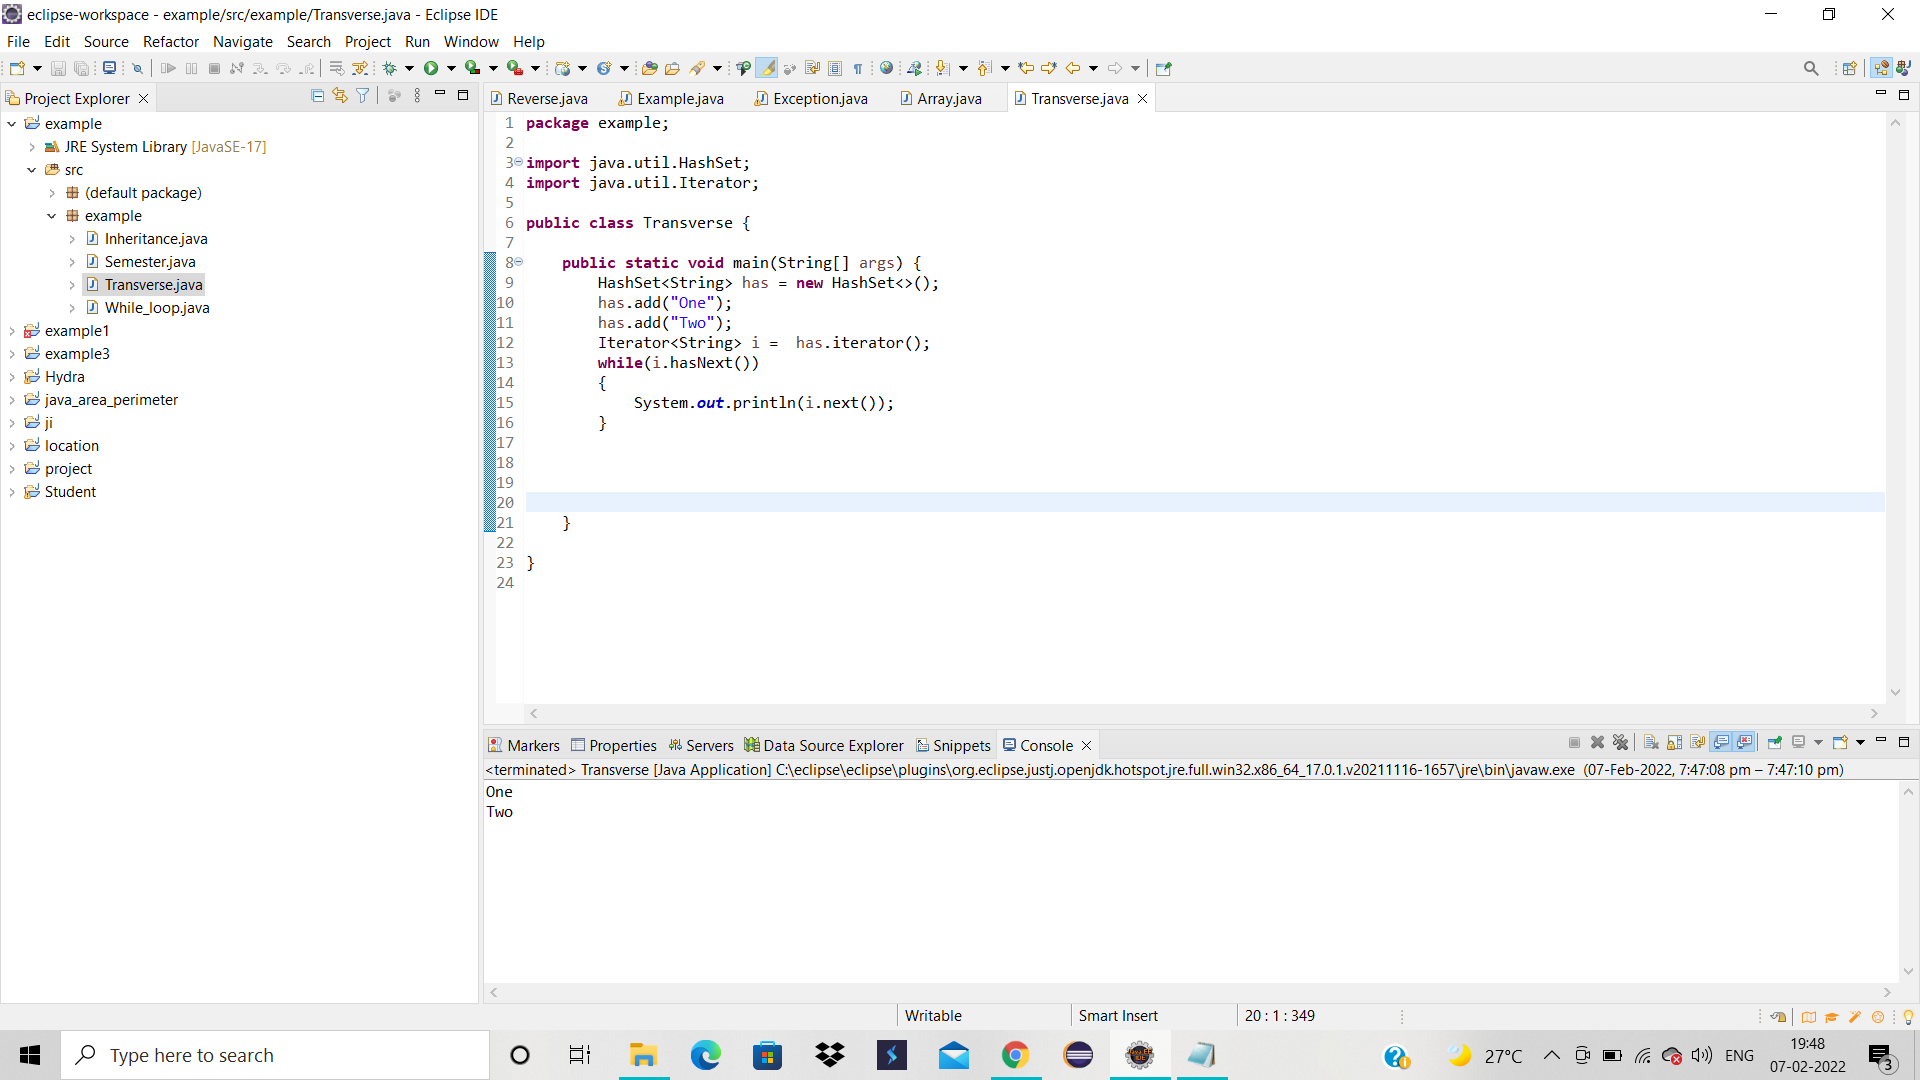 eclipse-workspace - example/src/example/Transverse.java - Eclipse IDE
File Edit Source Refactor Navigate Search Project Run Window Help
Project Explorer
example
JRE System Library [JavaSE-17]
src
(default package)
example
Inheritance.java
Semester.java
Transverse.java
While_loop.java
example1
example3
Hydra
java_area_perimeter
ji
location
project
Student
Reverse.java Example.java Exception.java Array.java Transverse.java
1 package example;
2
3 import java.util.HashSet;
4 import java.util.Iterator;
5
6 public class Transverse {
7
8 public static void main(String[] args) {
9 HashSet<String> has = new HashSet<>();
10 has.add("One");
11 has.add("Two");
12 Iterator<String> i =  has.iterator();
13 while(i.hasNext())
14 {
15 System.out.println(i.next());
16 }
17
18
19
20
21 }
22
23 }
24
Markers Properties Servers Data Source Explorer Snippets Console
<terminated> Transverse [Java Application] C:\eclipse\eclipse\plugins\org.eclipse.justj.openjdk.hotspot.jre.full.win32.x86_64_17.0.1.v20211116-1657\jre\bin\javaw.exe (07-Feb-2022, 7:47:08 pm – 7:47:10 pm)
One
Two
Writable Smart Insert 20 : 1 : 349
Type here to search
27°C ENG
19:48
07-02-2022
3